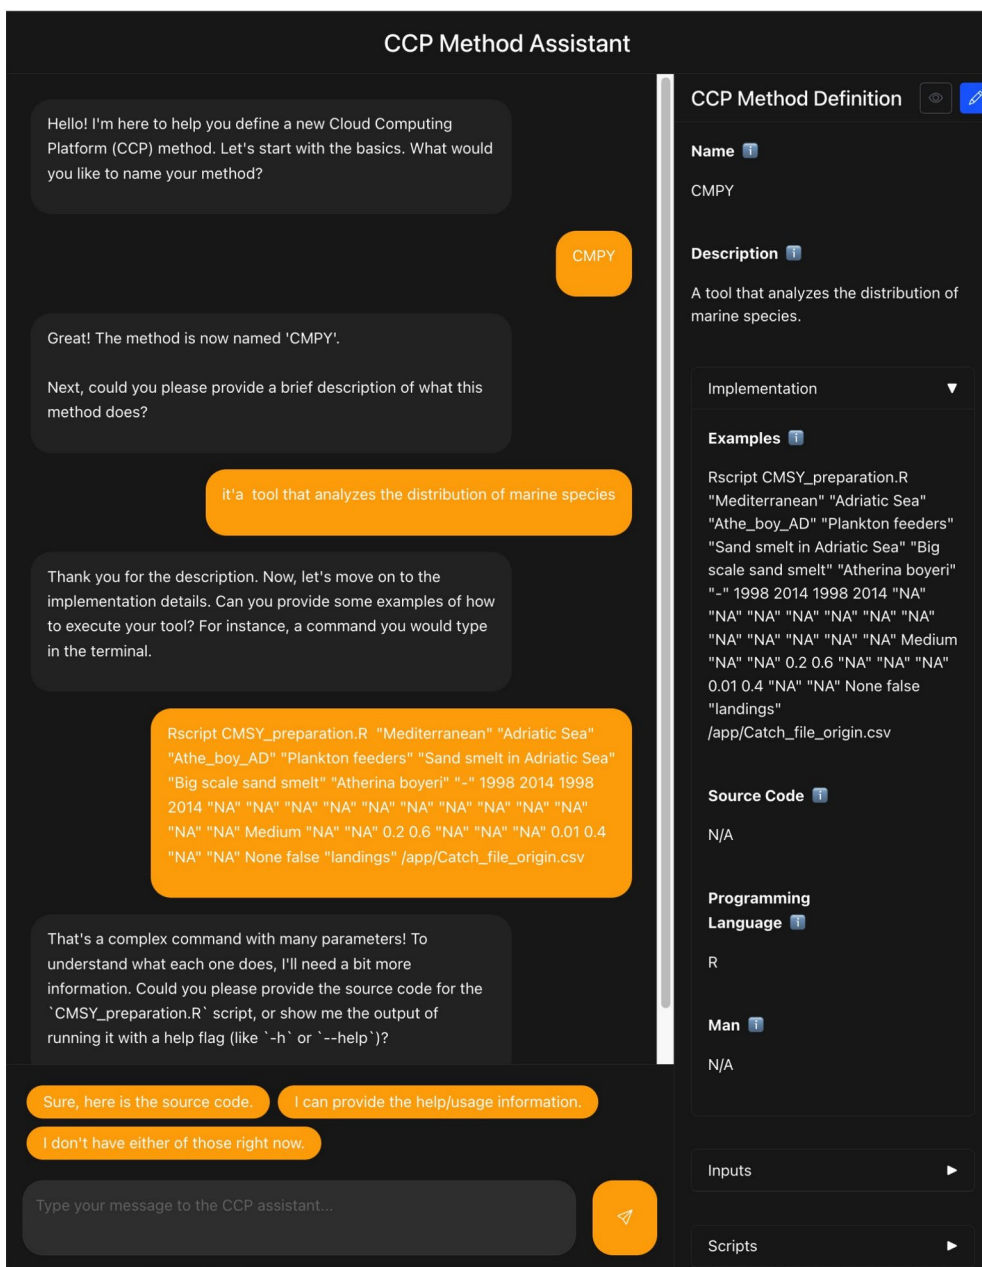 CCP Method Assistant
Hello! I'm here to help you define a new Cloud Computing
Platform (CCP) method. Let's start with the basics. What would
you like to name your method?
CMPY
Great! The method is now named 'CMPY'.
Next, could you please provide a brief description of what this
method does?
it'a  tool that analyzes the distribution of marine species
Thank you for the description. Now, let's move on to the
implementation details. Can you provide some examples of how
to execute your tool? For instance, a command you would type
in the terminal.
Rscript CMSY_preparation.R  "Mediterranean" "Adriatic Sea"
"Athe_boy_AD" "Plankton feeders" "Sand smelt in Adriatic Sea"
"Big scale sand smelt" "Atherina boyeri" "-" 1998 2014 1998
2014 "NA" "NA" "NA" "NA" "NA" "NA" "NA" "NA" "NA" "NA"
"NA" "NA" Medium "NA" "NA" 0.2 0.6 "NA" "NA" "NA" 0.01 0.4
"NA" "NA" None false "landings" /app/Catch_file_origin.csv
That's a complex command with many parameters! To
understand what each one does, I'll need a bit more
information. Could you please provide the source code for the
`CMSY_preparation.R` script, or show me the output of
running it with a help flag (like `-h` or `--help`)?
Sure, here is the source code.
I can provide the help/usage information.
I don't have either of those right now.
Type your message to the CCP assistant...
CCP Method Definition
Name
CMPY
Description
A tool that analyzes the distribution of
marine species.
Implementation
Examples
Rscript CMSY_preparation.R
"Mediterranean" "Adriatic Sea"
"Athe_boy_AD" "Plankton feeders"
"Sand smelt in Adriatic Sea" "Big
scale sand smelt" "Atherina boyeri"
"-" 1998 2014 1998 2014 "NA"
"NA" "NA" "NA" "NA" "NA" "NA"
"NA" "NA" "NA" "NA" "NA" Medium
"NA" "NA" 0.2 0.6 "NA" "NA" "NA"
0.01 0.4 "NA" "NA" None false
"landings"
/app/Catch_file_origin.csv
Source Code
N/A
Programming
Language
R
Man
N/A
Inputs
Scripts